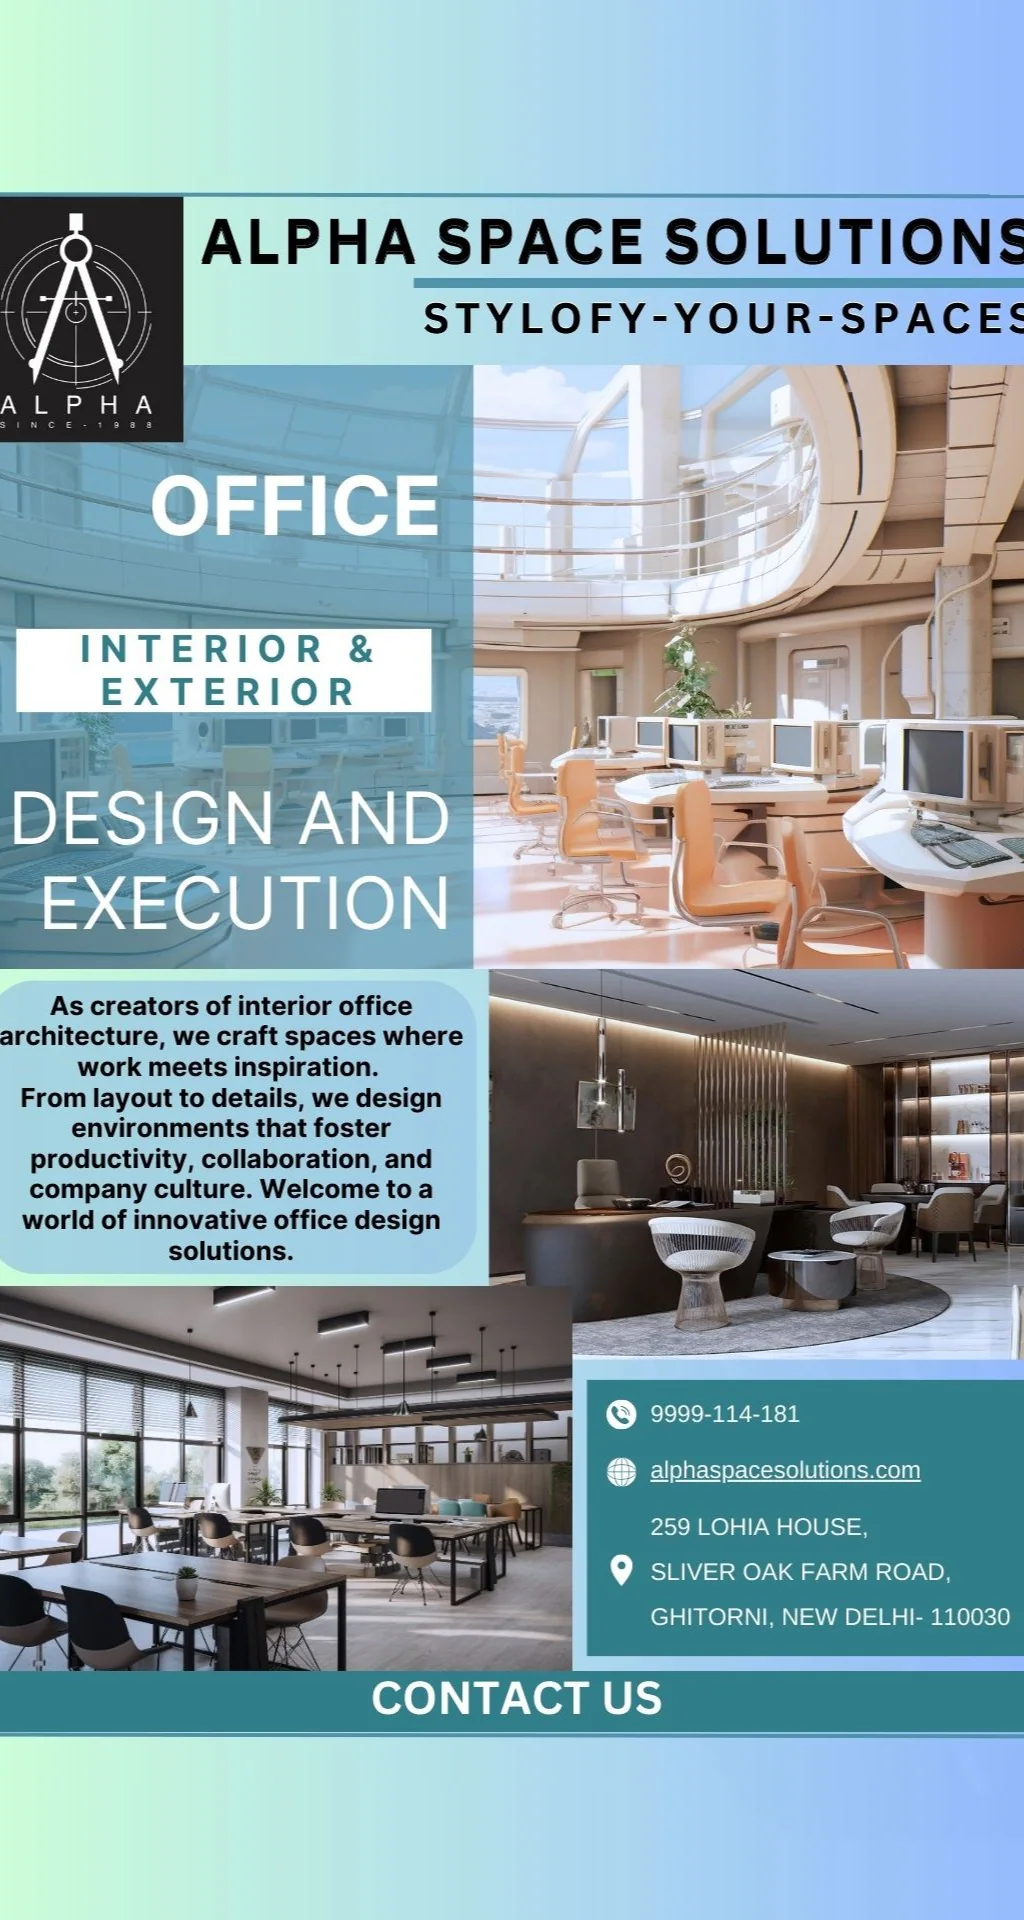 ALPHA SPACE SOLUTIONS
STYLOFY-YOUR-SPACES
ALPHA
SINCE-1988
OFFICE
INTERIOR &
EXTERIOR
DESIGN AND
EXECUTION
As creators of interior office
architecture, we craft spaces where
work meets inspiration.
From layout to details, we design
environments that foster
productivity, collaboration, and
company culture. Welcome to a
world of innovative office design
solutions.
9999-114-181
alphaspacesolutions.com
259 LOHIA HOUSE,
SLIVER OAK FARM ROAD,
GHITORNI, NEW DELHI- 110030
CONTACT US